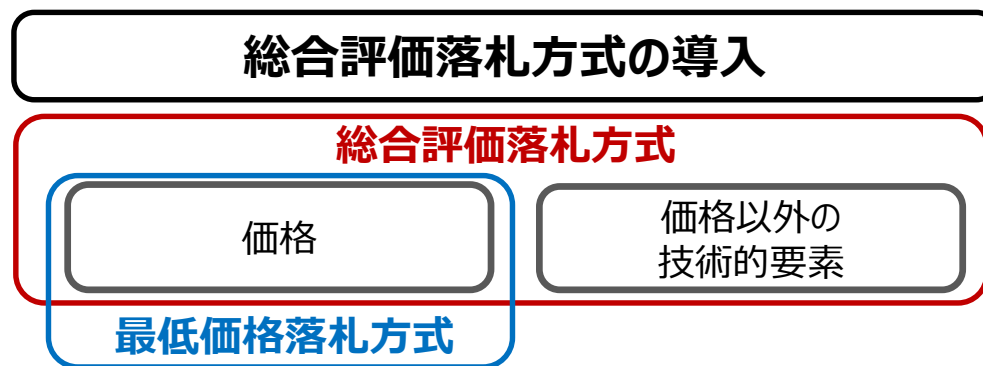 総合評価落札方式の導入
総合評価落札方式
価格
価格以外の
技術的要素
最低価格落札方式